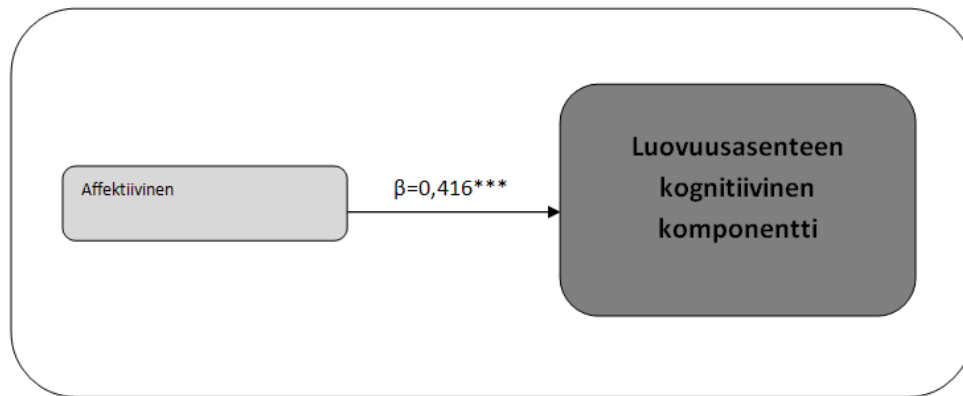 Affektiivinen
β=0,416***
Luovuusasenteen
kognitiivinen
komponentti